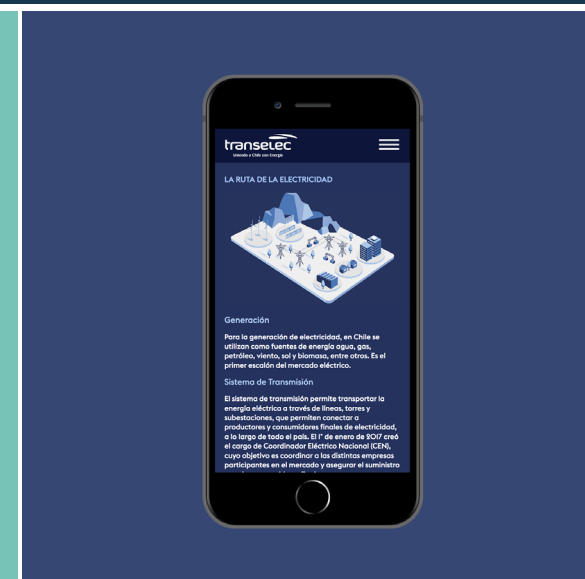 transelec
Uniendo a Chile con Energía
LA RUTA DE LA ELECTRICIDAD
Generación
Para la generación de electricidad, en Chile se
utilizan como fuentes de energía agua, gas,
petróleo, viento, sol y biomasa, entre otros. Es el
primer escalón del mercado eléctrico.
Sistema de Transmisión
El sistema de transmisión permite transportar la
energía eléctrica a través de líneas, torres y
subestaciones, que permiten conectar a
productores y consumidores finales de electricidad,
a lo largo de todo el país. El 1° de enero de 2017 creó
el cargo de Coordinador Eléctrico Nacional (CEN),
cuyo objetivo es coordinar a las distintas empresas
participantes en el mercado y asegurar el suministro